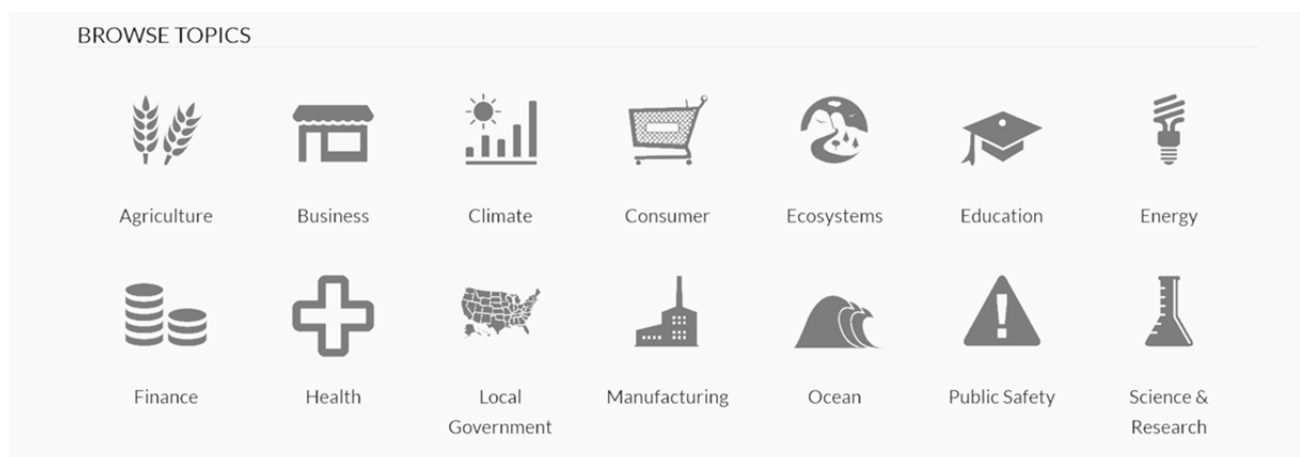 BROWSE TOPICS
Agriculture
Business
Climate
Consumer
Ecosystems
Education
Energy
Finance
Health
Local
Government
Manufacturing
Ocean
Public Safety
Science &
Research